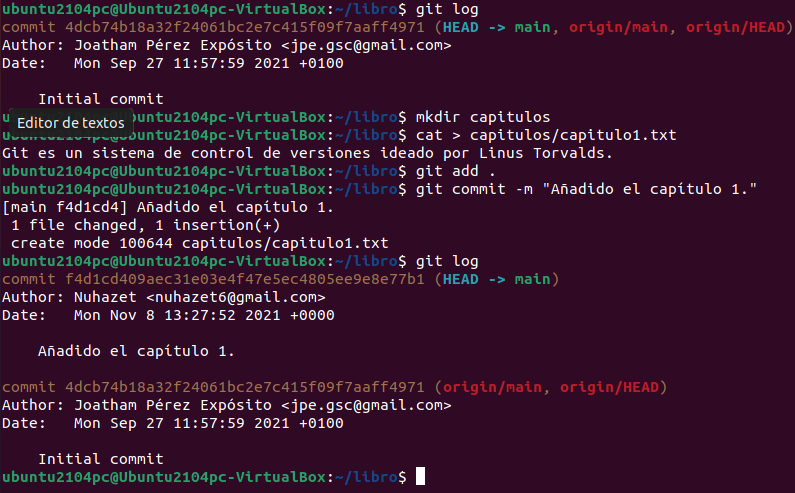 ubuntu2104pc@Ubuntu2104pc-VirtualBox:~/libro$ git log
commit 4dcb74b18a32f24061bc2e7c415f09f7aaff4971 (HEAD -> main, origin/main, origin/HEAD)
Author: Joatham Pérez Expósito <jpe.gsc@gmail.com>
Date:   Mon Sep 27 11:57:59 2021 +0100
    Initial commit
Editor de textos
ubuntu2104pc@Ubuntu2104pc-VirtualBox:~/libro$ mkdir capitulos
ubuntu2104pc@Ubuntu2104pc-VirtualBox:~/libro$ cat > capitulos/capitulo1.txt
Git es un sistema de control de versiones ideado por Linus Torvalds.
ubuntu2104pc@Ubuntu2104pc-VirtualBox:~/libro$ git add .
ubuntu2104pc@Ubuntu2104pc-VirtualBox:~/libro$ git commit -m "Añadido el capítulo 1."
[main f4d1cd4] Añadido el capítulo 1.
 1 file changed, 1 insertion(+)
 create mode 100644 capitulos/capitulo1.txt
ubuntu2104pc@Ubuntu2104pc-VirtualBox:~/libro$ git log
commit f4d1cd409aec31e03e4f47e5ec4805ee9e8e77b1 (HEAD -> main)
Author: Nuhazet <nuhazet6@gmail.com>
Date:   Mon Nov 8 13:27:52 2021 +0000
    Añadido el capítulo 1.
commit 4dcb74b18a32f24061bc2e7c415f09f7aaff4971 (origin/main, origin/HEAD)
Author: Joatham Pérez Expósito <jpe.gsc@gmail.com>
Date:   Mon Sep 27 11:57:59 2021 +0100
    Initial commit
ubuntu2104pc@Ubuntu2104pc-VirtualBox:~/libro$